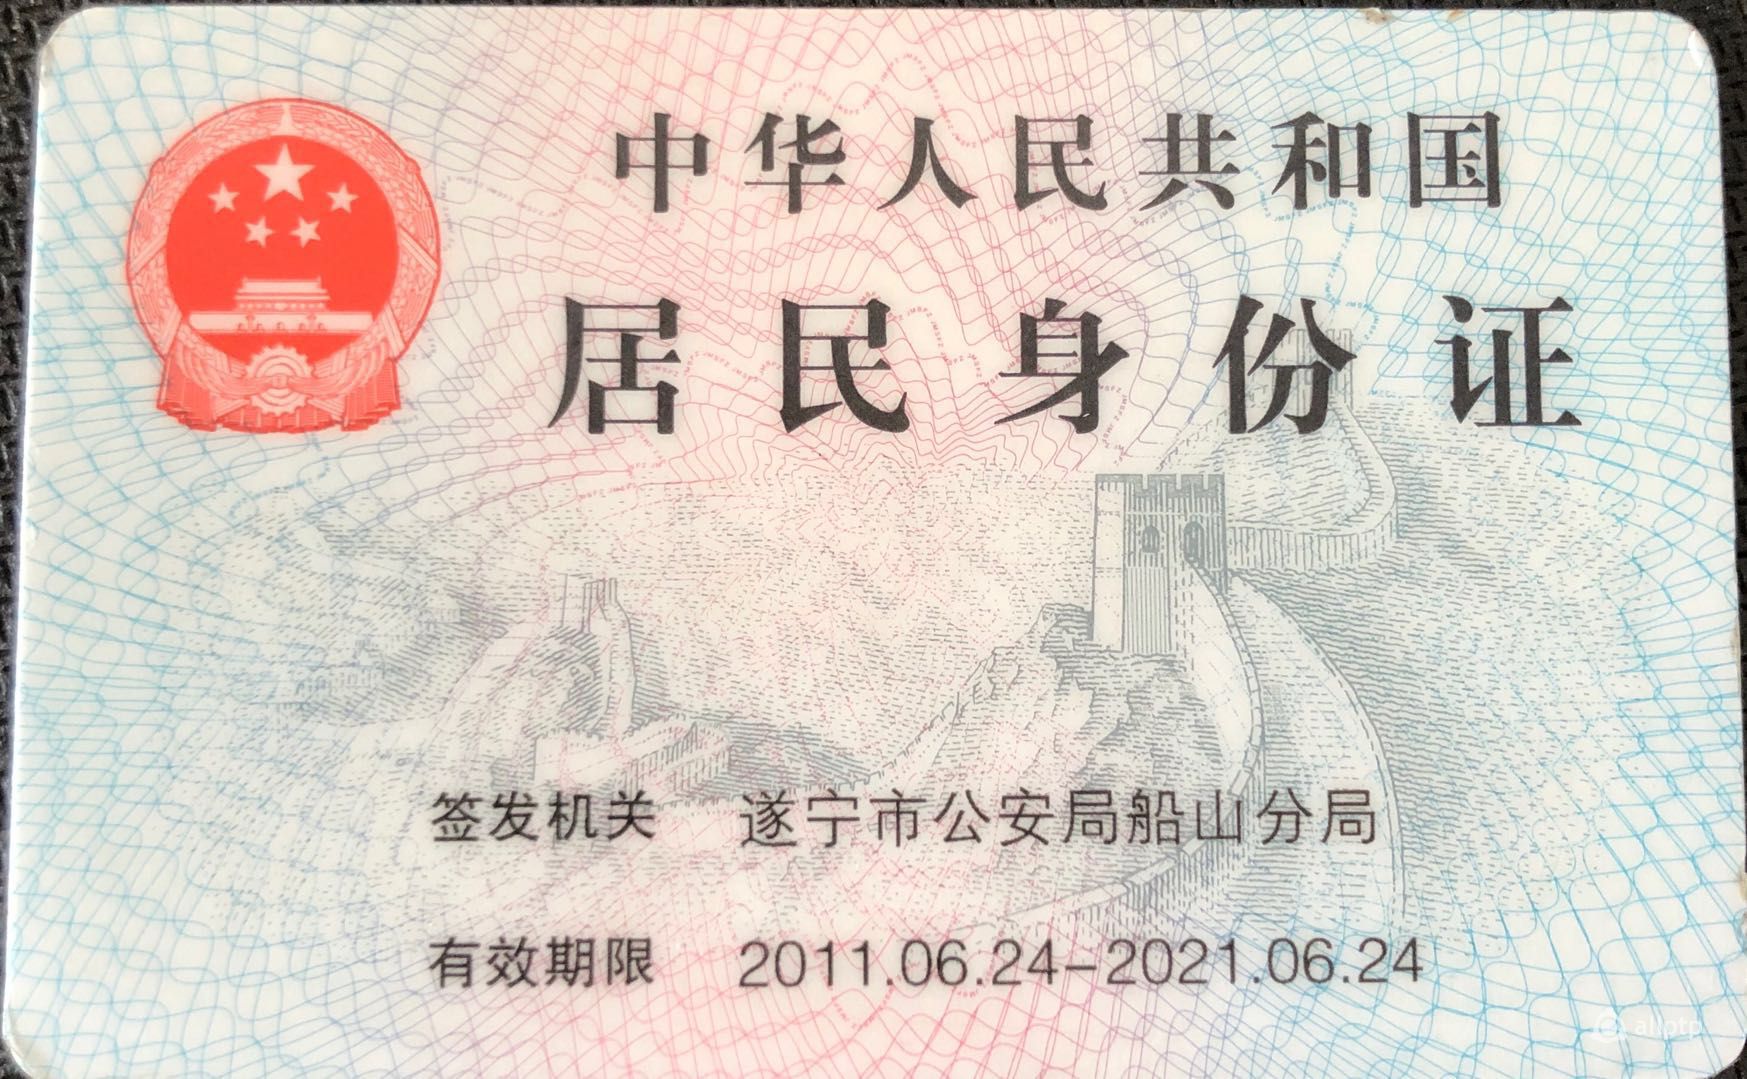 中华人民共和国
居民身份证
签发机关 遂宁市公安局船山分局
有效期限 2011.06.24-2021.06.24
allptp